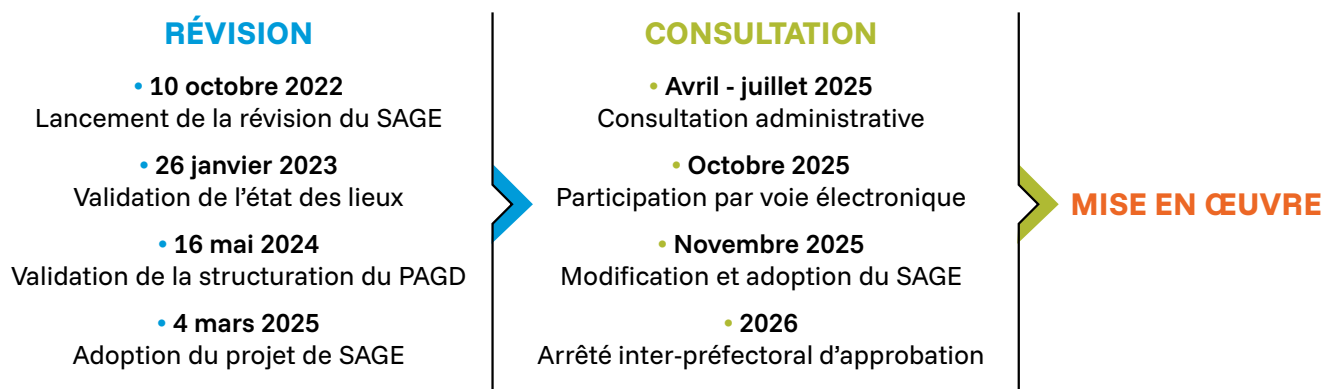 RÉVISION
• 10 octobre 2022
Lancement de la révision du SAGE
• 26 janvier 2023
Validation de l’état des lieux
• 16 mai 2024
Validation de la structuration du PAGD
• 4 mars 2025
Adoption du projet de SAGE
CONSULTATION
• Avril - juillet 2025
Consultation administrative
• Octobre 2025
Participation par voie électronique
• Novembre 2025
Modification et adoption du SAGE
• 2026
Arrêté inter-préfectoral d’approbation
MISE EN ŒUVRE